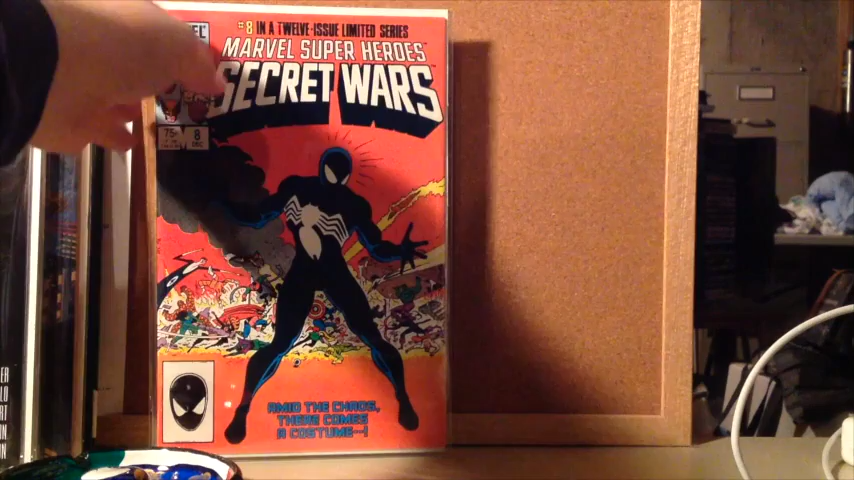 #8 IN A TWELVE-ISSUE LIMITED SERIES
MARVEL SUPER HEROES
SECRET WARS
75¢
8
DEC
AMID THE CHAOS,
THERE COMES
A COSTUME---!